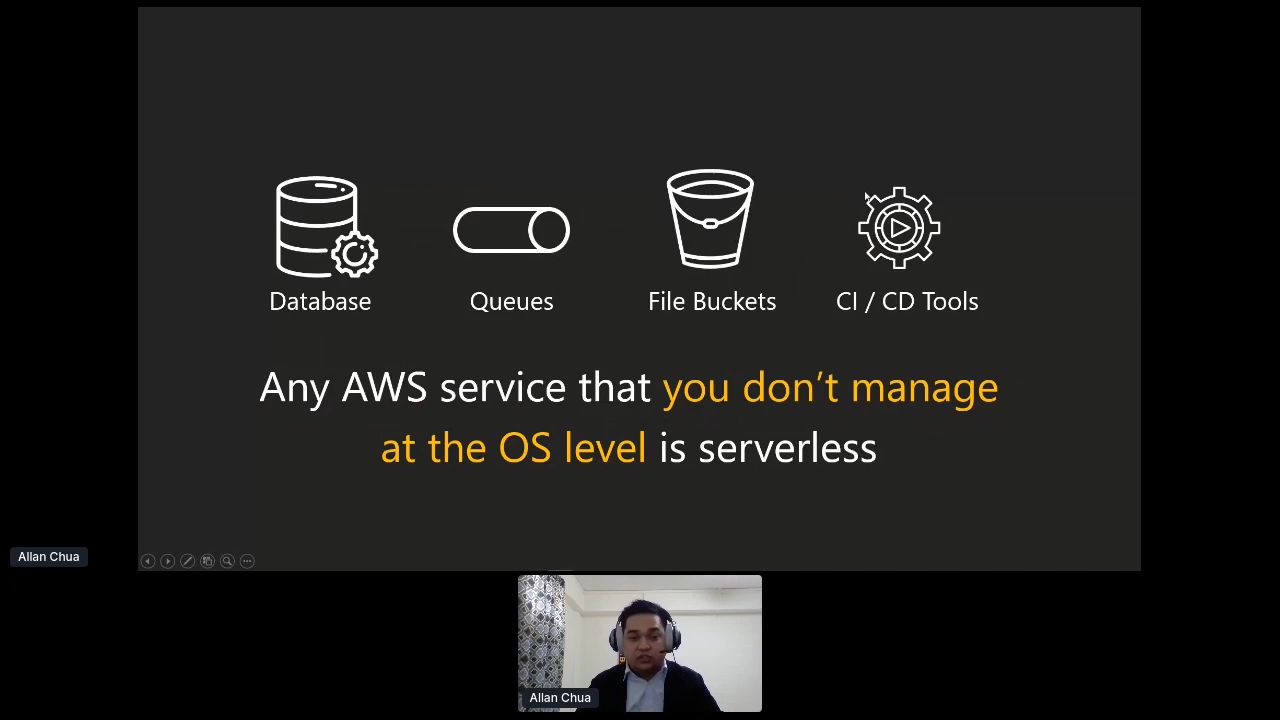 Database
Queues
File Buckets
CI / CD Tools
Any AWS service that you don’t manage
at the OS level is serverless
Allan Chua
Allan Chua